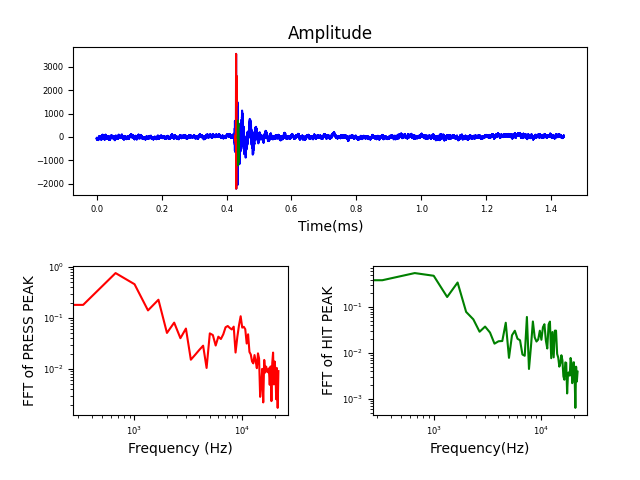 Amplitude
3000
2000
1000
0
−1000
−2000
0.0 0.2 0.4 0.6 0.8 1.0 1.2 1.4
Time(ms)
FFT of PRESS PEAK
10⁰
10⁻¹
10⁻²
10³ 10⁴
Frequency (Hz)
FFT of HIT PEAK
10⁻¹
10⁻²
10⁻³
10³ 10⁴
Frequency(Hz)